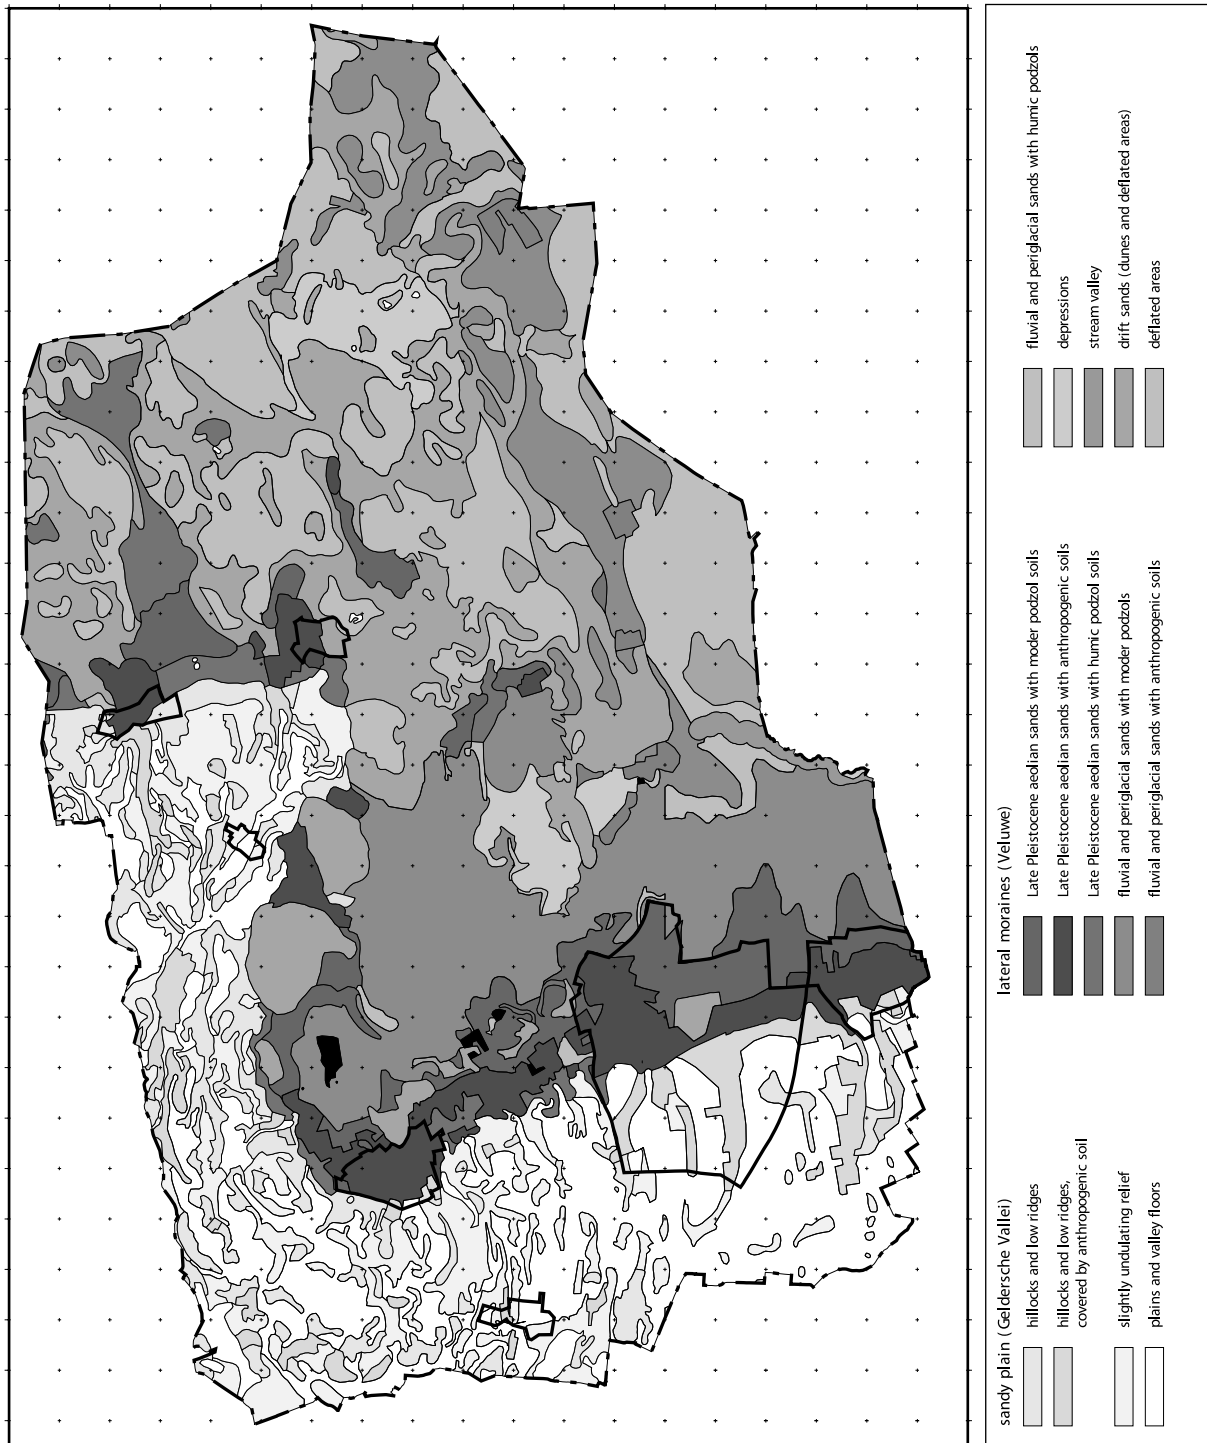 sandy plain (Geldersche Vallei)
hillocks and low ridges
hillocks and low ridges,
covered by anthropogenic soil
slightly undulating relief
plains and valley floors
lateral moraines (Veluwe)
Late Pleistocene aeolian sands with moder podzol soils
Late Pleistocene aeolian sands with anthropogenic soils
Late Pleistocene aeolian sands with humic podzol soils
fluvial and periglacial sands with moder podzols
fluvial and periglacial sands with anthropogenic soils
fluvial and periglacial sands with humic podzols
depressions
stream valley
drift sands (dunes and deflated areas)
deflated areas